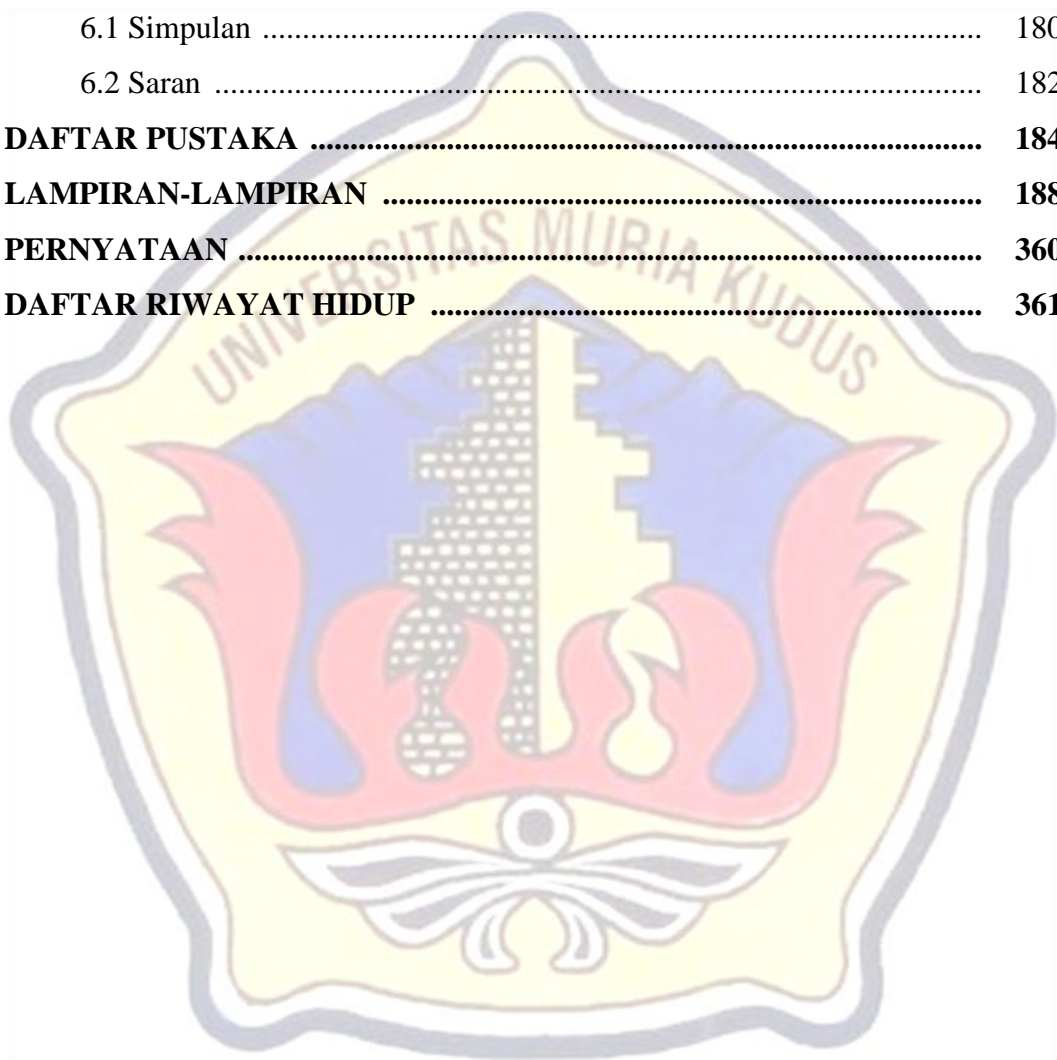 6.1 Simpulan .......................................................................................... 180
6.2 Saran ................................................................................................ 182
DAFTAR PUSTAKA .................................................................................... 184
LAMPIRAN-LAMPIRAN ........................................................................... 188
PERNYATAAN ............................................................................................. 360
DAFTAR RIWAYAT HIDUP ..................................................................... 361
UNIVERSITAS MURIA KUDUS